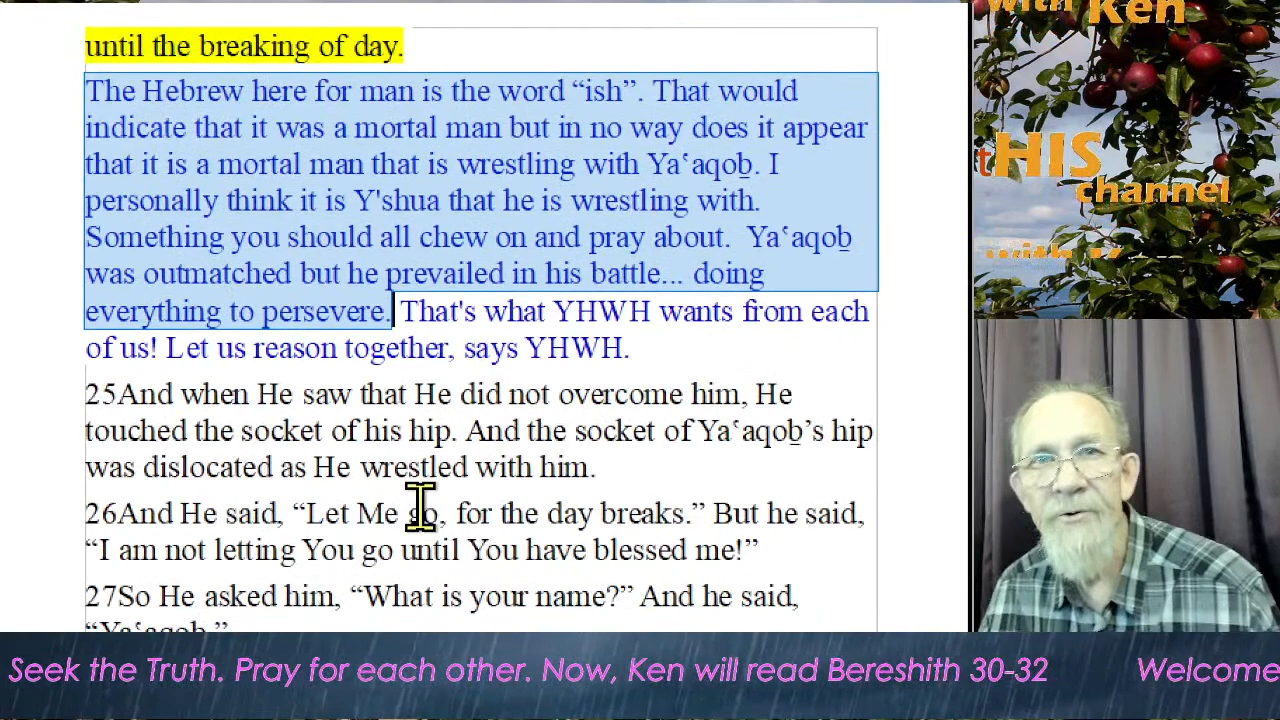 until the breaking of day.
The Hebrew here for man is the word “ish”. That would
indicate that it was a mortal man but in no way does it appear
that it is a mortal man that is wrestling with Yaʽaqoḇ. I
personally think it is Y'shua that he is wrestling with.
Something you should all chew on and pray about.  Yaʽaqoḇ
was outmatched but he prevailed in his battle... doing
everything to persevere. That's what YHWH wants from each
of us! Let us reason together, says YHWH.
25And when He saw that He did not overcome him, He
touched the socket of his hip. And the socket of Yaʽaqoḇ’s hip
was dislocated as He wrestled with him.
26And He said, “Let Me go, for the day breaks.” But he said,
“I am not letting You go until You have blessed me!”
27So He asked him, “What is your name?” And he said,
“Yaʽaqoḇ.”
with Ken
tHIS
channel
Seek the Truth. Pray for each other. Now, Ken will read Bereshith 30-32 Welcome